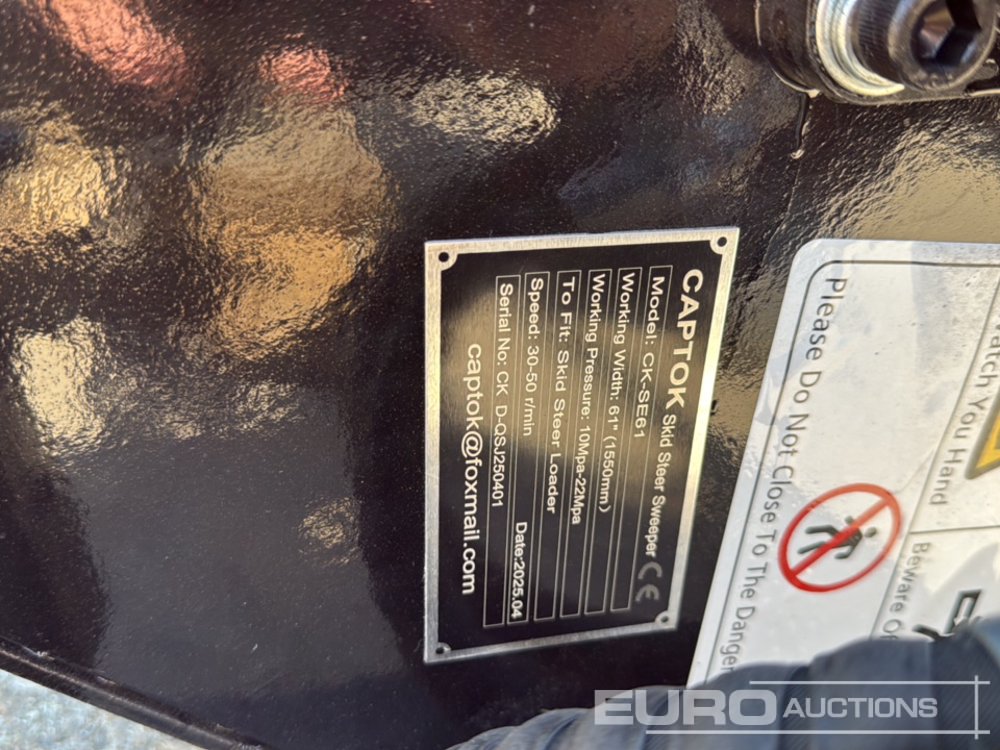 CAPTOK Skid Steer Sweeper CE
Model: CK-SE61
Working Width: 61" (1550mm)
Working Pressure: 10Mpa-22Mpa
To Fit: Skid Steer Loader
Speed: 30-50 r/min
Date:2025.04
Serial No: CK D-QSJ250401
captok@foxmail.com
You Hand
Beware
Please Do Not Close To The Danger
EURO AUCTIONS